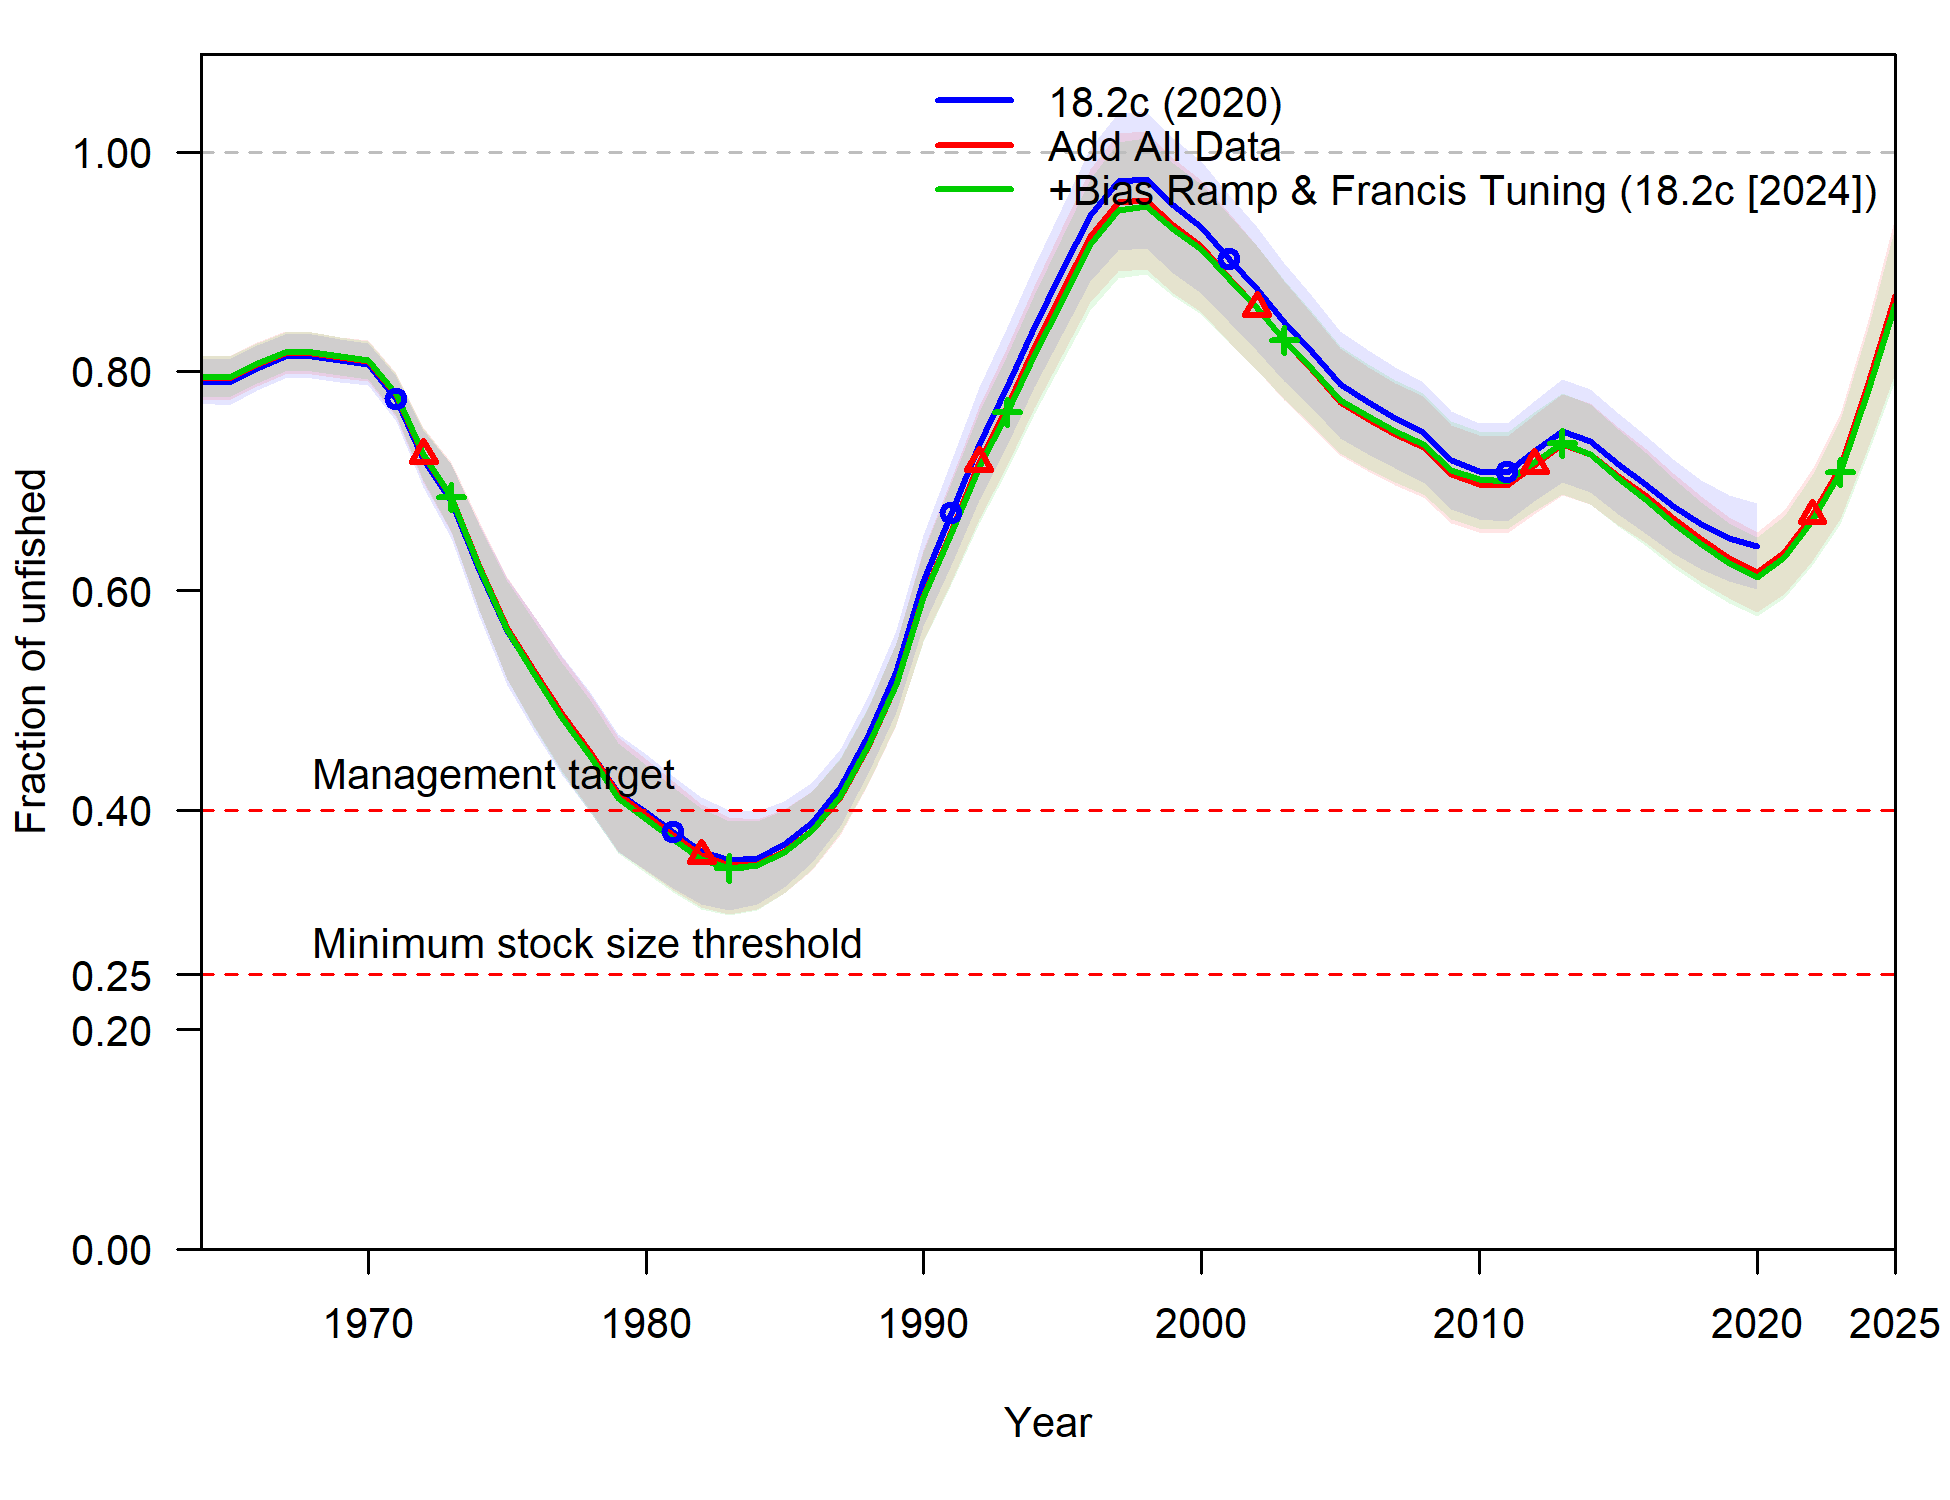 18.2c (2020)
Add All Data
+Bias Ramp & Francis Tuning (18.2c [2024])
1.00
0.80
0.60
0.40
0.25
0.20
0.00
Fraction of unfished
Management target
Minimum stock size threshold
1970 1980 1990 2000 2010 2020 2025
Year